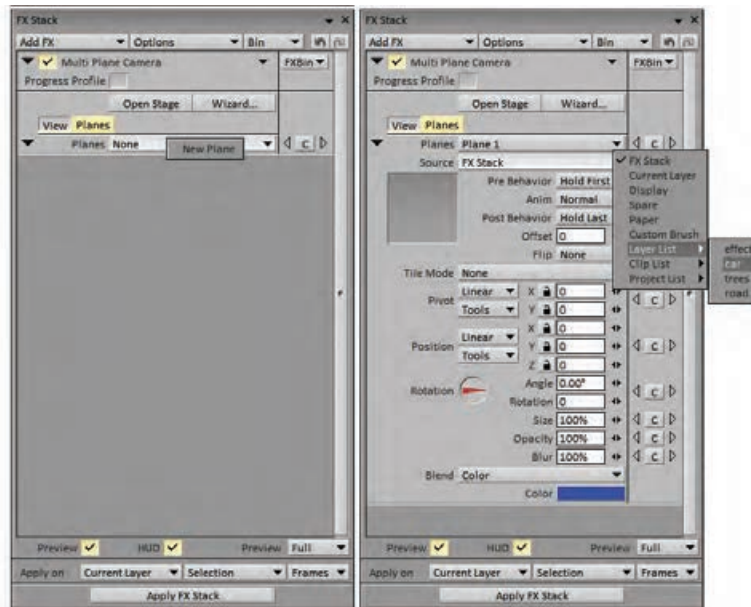 FX Stack
Add FX Options Bin
Multi Plane Camera FXBin
Progress Profile
Open Stage Wizard...
View Planes
Planes None New Plane C
Preview HUD Preview Full
Apply on Current Layer Selection Frames
Apply FX Stack
FX Stack
Add FX Options Bin
Multi Plane Camera FXBin
Progress Profile
Open Stage Wizard...
View Planes
Planes Plane 1 C
Source FX Stack
Pre Behavior Hold First
Anim Normal
Post Behavior Hold Last
Offset 0
Flip None
Tile Mode None
Pivot Linear X 0 C
Tools Y 0
Position Linear X 0
Tools Y 0 C
Z 0
Rotation Angle 0.00° C
Rotation 0
Size 100% C
Opacity 100% C
Blur 100% C
Blend Color
Color
FX Stack
Current Layer
Display
Spare
Paper
Custom Brush
Layer List
Clip List
Project List
effect
car
trees
road
Preview HUD Preview Full
Apply on Current Layer Selection Frames
Apply FX Stack